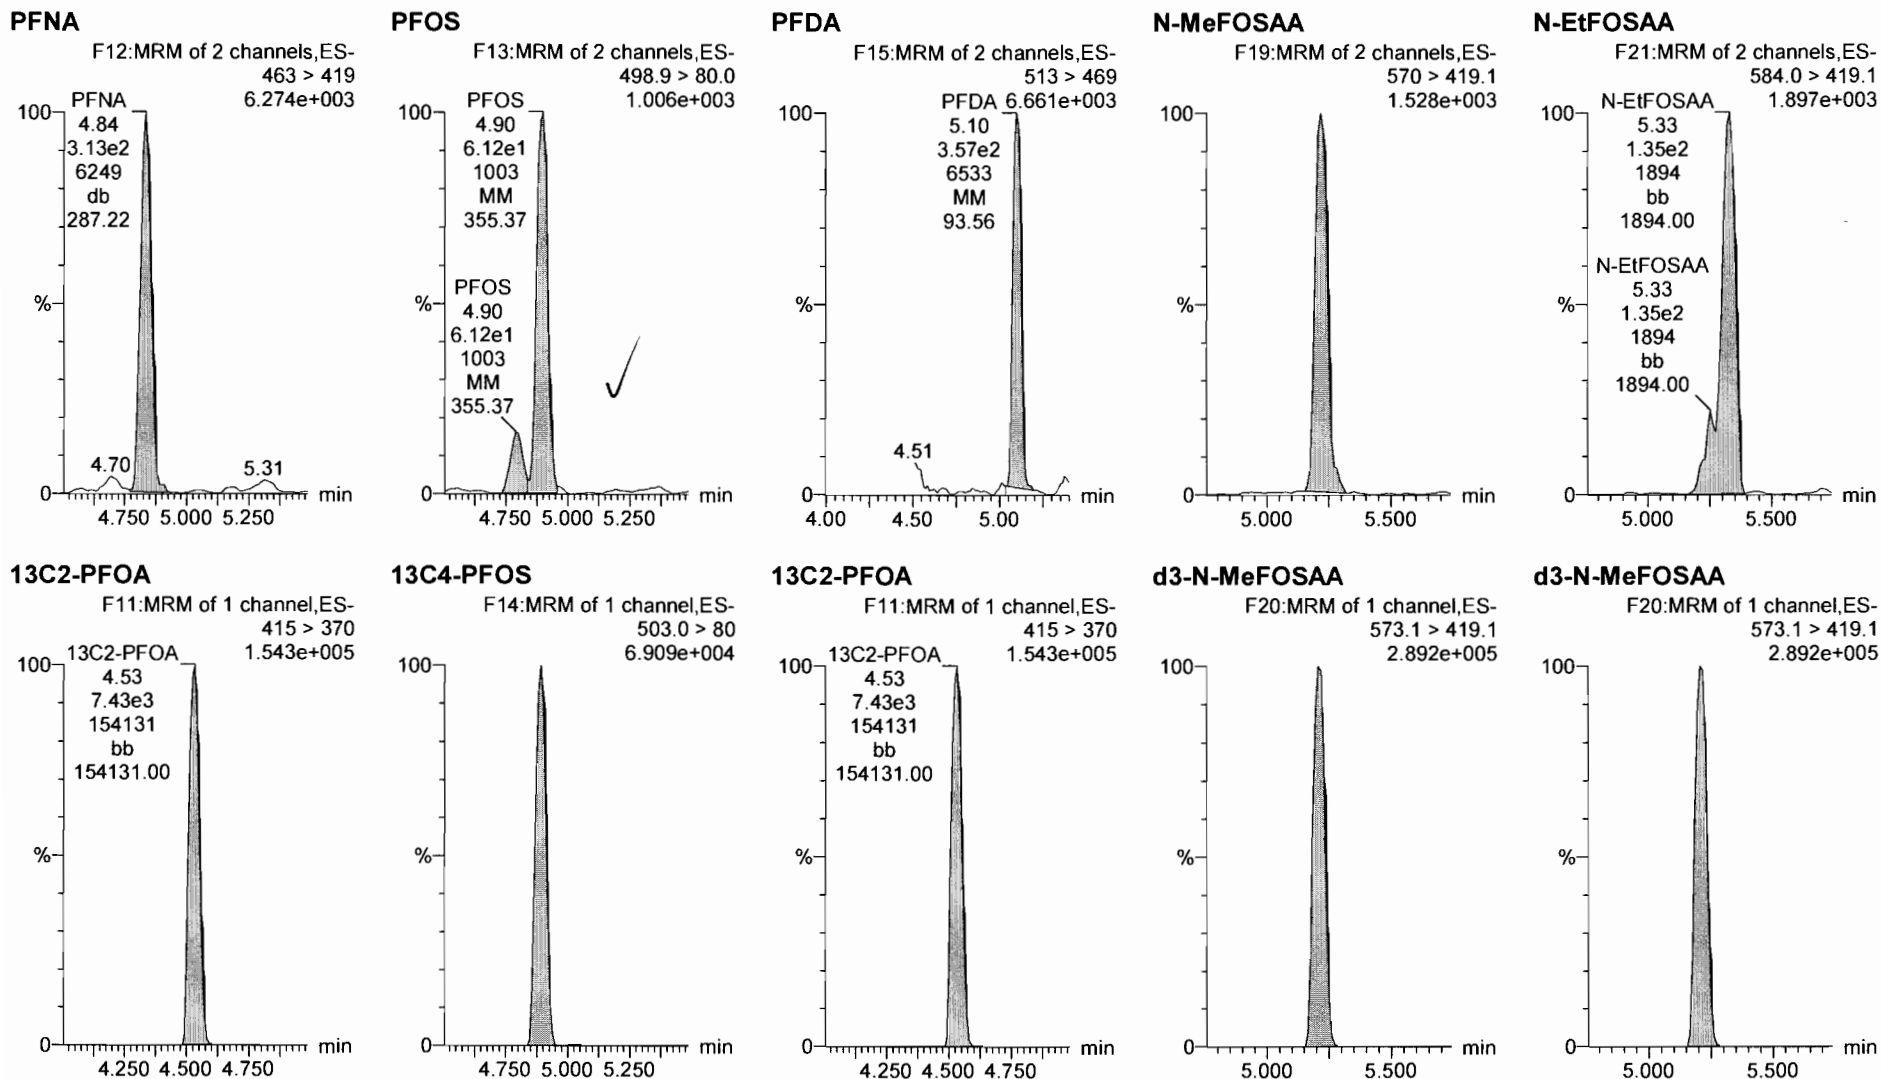 PFNA
F12:MRM of 2 channels,ES-
463 > 419
6.274e+003
PFNA
4.84
3.13e2
6249
db
287.22
100
%
0
4.70
5.31
min
4.750 5.000 5.250
PFOS
F13:MRM of 2 channels,ES-
498.9 > 80.0
1.006e+003
PFOS
4.90
6.12e1
1003
MM
355.37
PFOS
4.90
6.12e1
1003
MM
355.37
100
%
0
min
4.750 5.000 5.250
PFDA
F15:MRM of 2 channels,ES-
513 > 469
PFDA 6.661e+003
5.10
3.57e2
6533
MM
93.56
100
%
0
4.51
min
4.00 4.50 5.00
N-MeFOSAA
F19:MRM of 2 channels,ES-
570 > 419.1
1.528e+003
100
%
0
min
5.000 5.500
N-EtFOSAA
F21:MRM of 2 channels,ES-
584.0 > 419.1
1.897e+003
N-EtFOSAA
5.33
1.35e2
1894
bb
1894.00
N-EtFOSAA
5.33
1.35e2
1894
bb
1894.00
100
%
0
min
5.000 5.500
13C2-PFOA
F11:MRM of 1 channel,ES-
415 > 370
1.543e+005
13C2-PFOA
4.53
7.43e3
154131
bb
154131.00
100
%
0
min
4.250 4.500 4.750
13C4-PFOS
F14:MRM of 1 channel,ES-
503.0 > 80
6.909e+004
100
%
0
min
4.750 5.000 5.250
13C2-PFOA
F11:MRM of 1 channel,ES-
415 > 370
1.543e+005
13C2-PFOA
4.53
7.43e3
154131
bb
154131.00
100
%
0
min
4.250 4.500 4.750
d3-N-MeFOSAA
F20:MRM of 1 channel,ES-
573.1 > 419.1
2.892e+005
100
%
0
min
5.000 5.500
d3-N-MeFOSAA
F20:MRM of 1 channel,ES-
573.1 > 419.1
2.892e+005
100
%
0
min
5.000 5.500